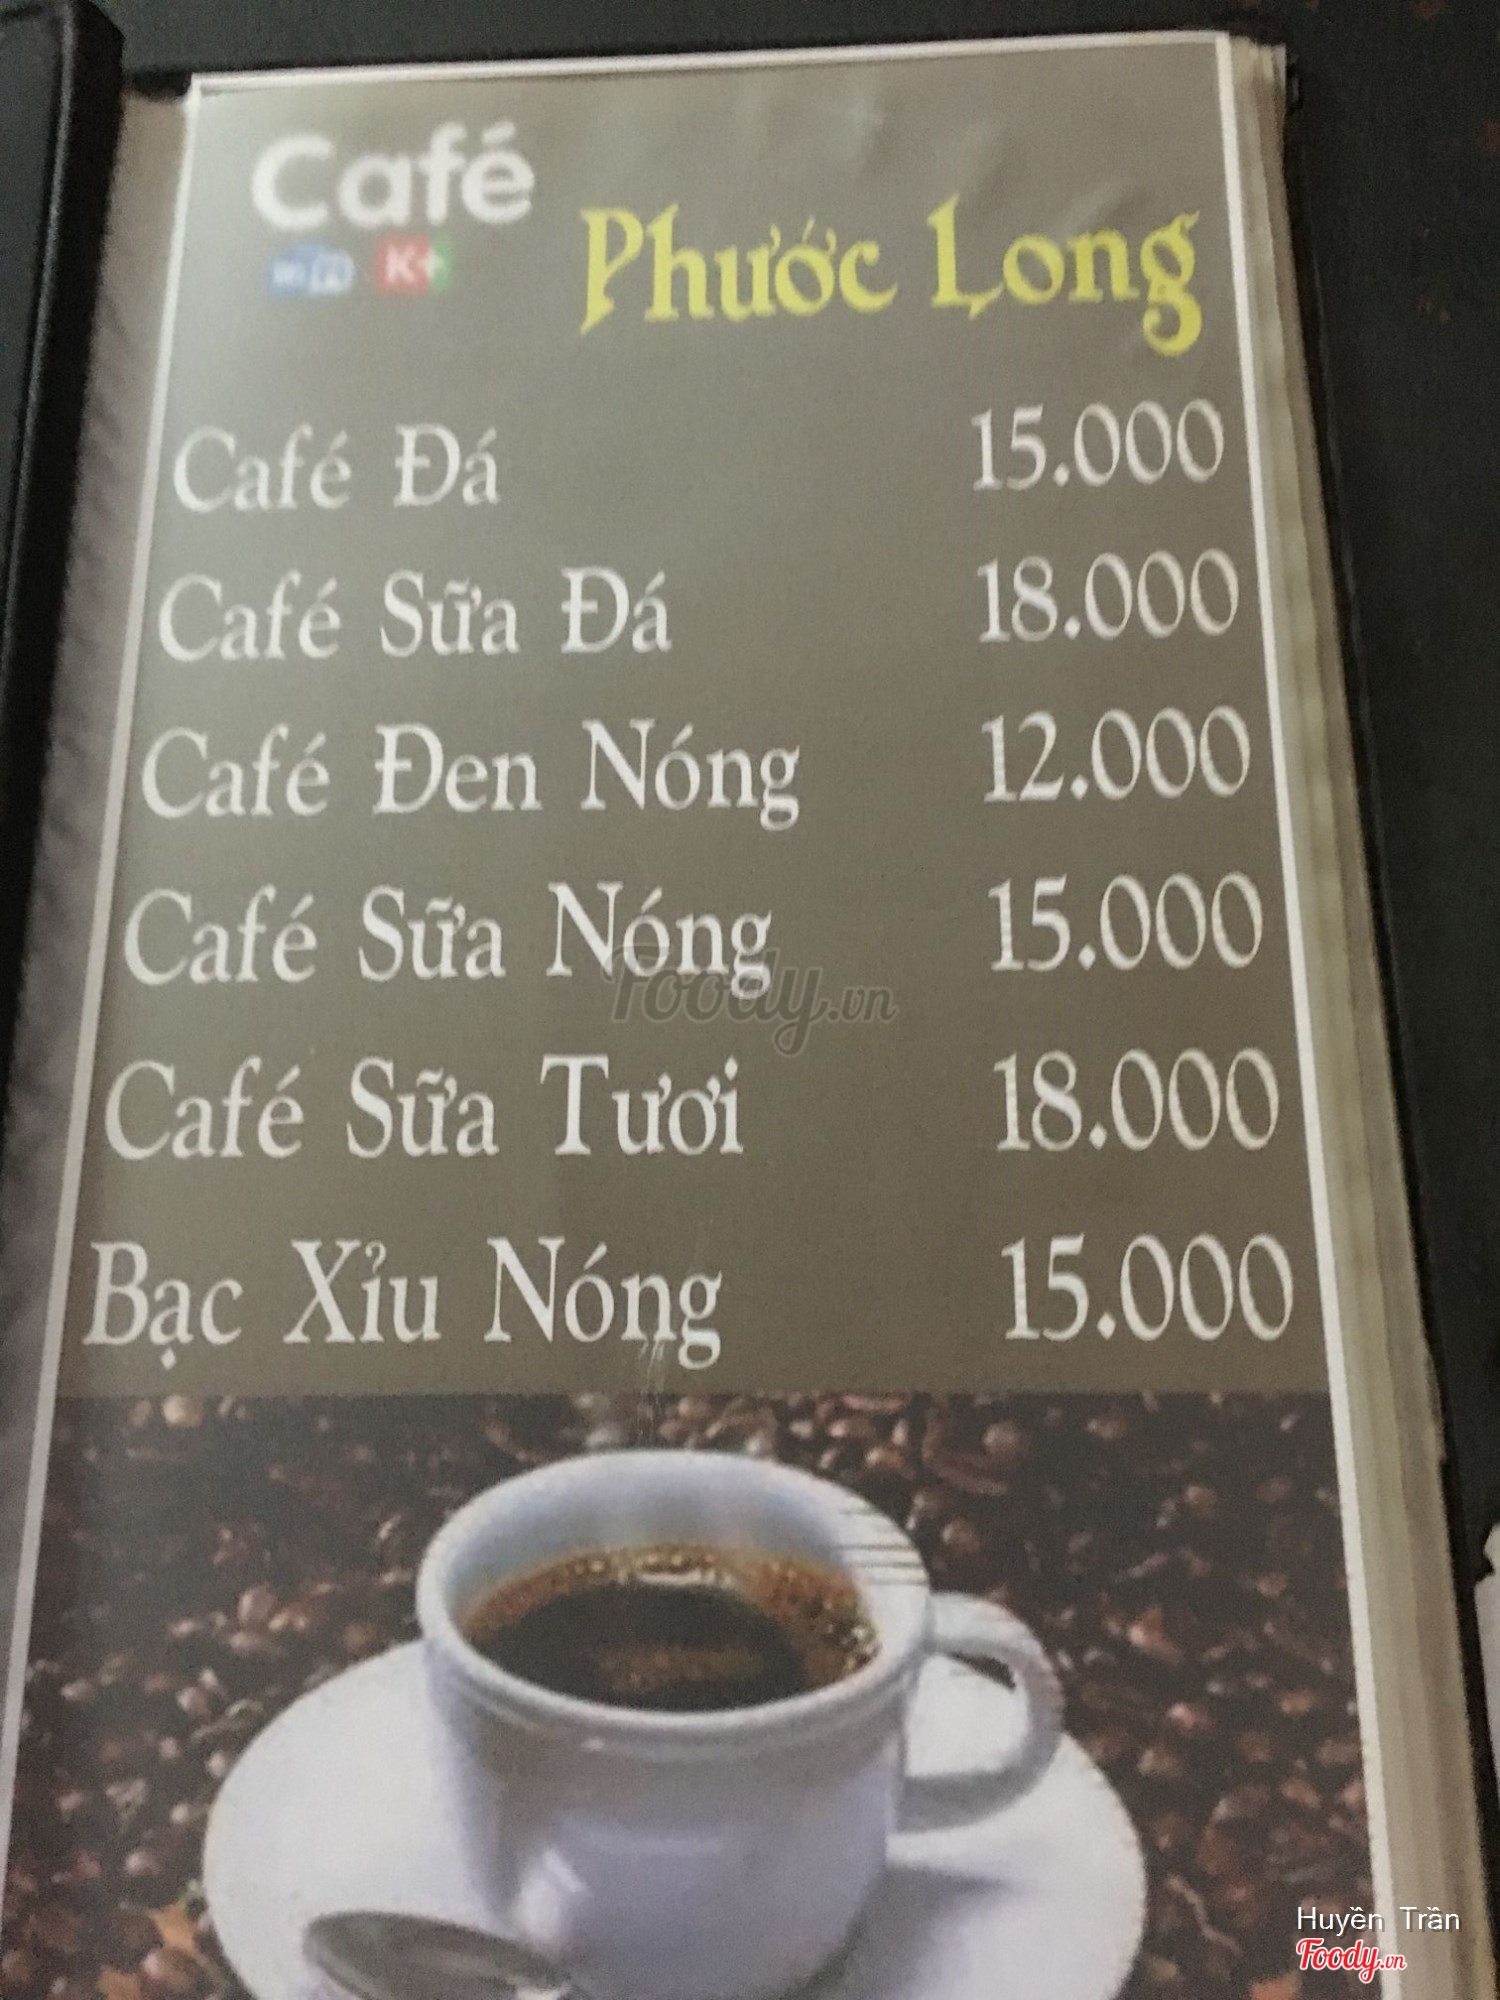 Café
K+
Phước Long
Café Đá 15.000
Café Sữa Đá 18.000
Café Đen Nóng 12.000
Café Sữa Nóng 15.000
Café Sữa Tươi 18.000
Bạc Xỉu Nóng 15.000
Foody.vn
Huyền Trần
Foody.vn